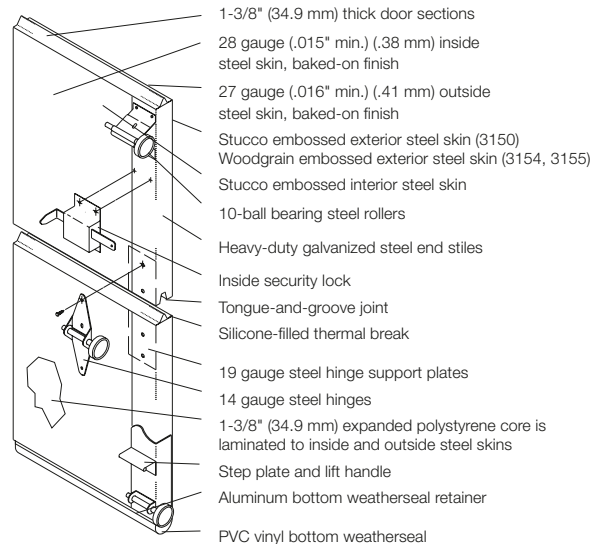 1-3/8" (34.9 mm) thick door sections
28 gauge (.015" min.) (.38 mm) inside
steel skin, baked-on finish
27 gauge (.016" min.) (.41 mm) outside
steel skin, baked-on finish
Stucco embossed exterior steel skin (3150)
Woodgrain embossed exterior steel skin (3154, 3155)
Stucco embossed interior steel skin
10-ball bearing steel rollers
Heavy-duty galvanized steel end stiles
Inside security lock
Tongue-and-groove joint
Silicone-filled thermal break
19 gauge steel hinge support plates
14 gauge steel hinges
1-3/8" (34.9 mm) expanded polystyrene core is
laminated to inside and outside steel skins
Step plate and lift handle
Aluminum bottom weatherseal retainer
PVC vinyl bottom weatherseal